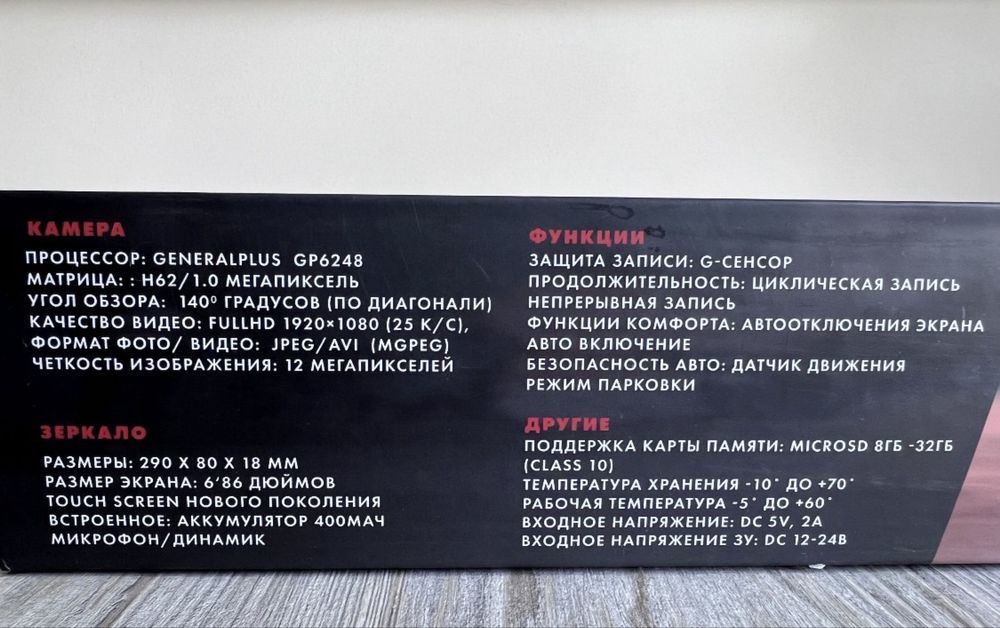 КАМЕРА
ПРОЦЕССОР: GENERALPLUS GP6248
МАТРИЦА: : H62/1.0 МЕГАПИКСЕЛЬ
УГОЛ ОБЗОРА: 140⁰ ГРАДУСОВ (ПО ДИАГОНАЛИ)
КАЧЕСТВО ВИДЕО: FULLHD 1920×1080 (25 К/С),
ФОРМАТ ФОТО/ ВИДЕО: JPEG/AVI (MGPEG)
ЧЕТКОСТЬ ИЗОБРАЖЕНИЯ: 12 МЕГАПИКСЕЛЕЙ
ЗЕРКАЛО
РАЗМЕРЫ: 290 X 80 X 18 ММ
РАЗМЕР ЭКРАНА: 6'86 ДЮЙМОВ
TOUCH SCREEN НОВОГО ПОКОЛЕНИЯ
ВСТРОЕННОЕ: АККУМУЛЯТОР 400МАЧ
МИКРОФОН/ДИНАМИК
ФУНКЦИИ
ЗАЩИТА ЗАПИСИ: G-СЕНСОР
ПРОДОЛЖИТЕЛЬНОСТЬ: ЦИКЛИЧЕСКАЯ ЗАПИСЬ
НЕПРЕРЫВНАЯ ЗАПИСЬ
ФУНКЦИИ КОМФОРТА: АВТООТКЛЮЧЕНИЯ ЭКРАНА
АВТО ВКЛЮЧЕНИЕ
БЕЗОПАСНОСТЬ АВТО: ДАТЧИК ДВИЖЕНИЯ
РЕЖИМ ПАРКОВКИ
ДРУГИЕ
ПОДДЕРЖКА КАРТЫ ПАМЯТИ: MICROSD 8ГБ -32ГБ
(CLASS 10)
ТЕМПЕРАТУРА ХРАНЕНИЯ -10° ДО +70°
РАБОЧАЯ ТЕМПЕРАТУРА -5° ДО +60°
ВХОДНОЕ НАПРЯЖЕНИЕ: DC 5V, 2A
ВХОДНОЕ НАПРЯЖЕНИЕ ЗУ: DC 12-24В